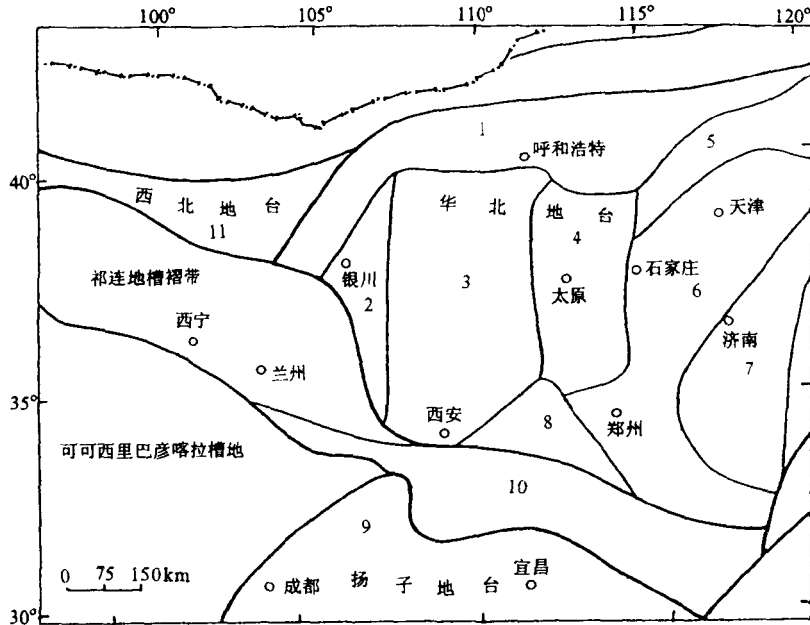 100° 105° 110° 115° 120°
1
呼和浩特
5
40°
西北地台
11
华北地台
4
天津
祁连地槽褶带
银川
2
3
太原
石家庄
6
西宁
兰州
济南
7
35°
西安
8
郑州
可可西里巴彦喀拉槽地
10
9
0 75 150km
成都
扬子地台
宜昌
30°
100° 105° 110° 115°